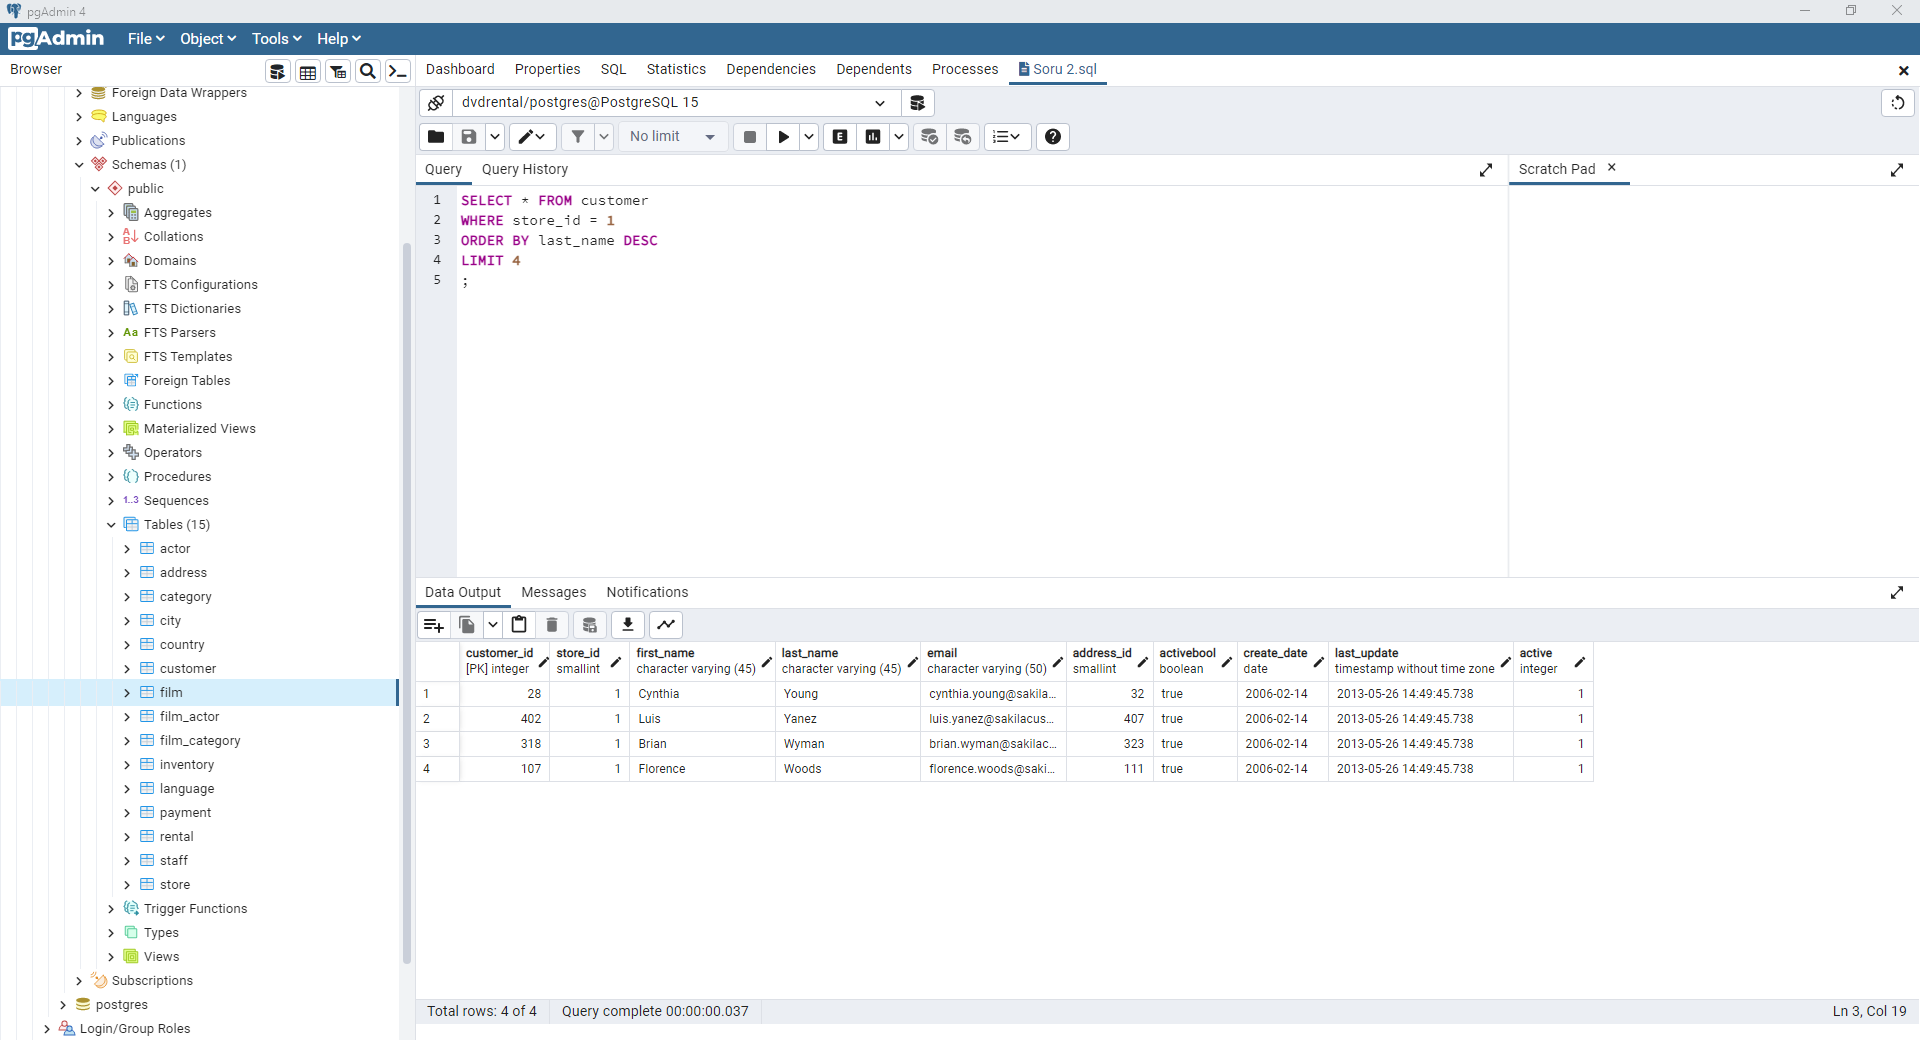 pgAdmin 4
pgAdmin File Object Tools Help
Browser
Dashboard Properties SQL Statistics Dependencies Dependents Processes Soru 2.sql
Foreign Data Wrappers
Languages
Publications
Schemas (1)
public
Aggregates
Collations
Domains
FTS Configurations
FTS Dictionaries
Aa FTS Parsers
FTS Templates
Foreign Tables
Functions
Materialized Views
Operators
Procedures
1..3 Sequences
Tables (15)
actor
address
category
city
country
customer
film
film_actor
film_category
inventory
language
payment
rental
staff
store
Trigger Functions
Types
Views
Subscriptions
postgres
Login/Group Roles
dvdrental/postgres@PostgreSQL 15
No limit
E
Query Query History
Scratch Pad
1 SELECT * FROM customer
2 WHERE store_id = 1
3 ORDER BY last_name DESC
4 LIMIT 4
5 ;
Data Output Messages Notifications
customer_id store_id first_name last_name email address_id activebool create_date last_update active
[PK] integer smallint character varying (45) character varying (45) character varying (50) smallint boolean date timestamp without time zone integer
1 28 1 Cynthia Young cynthia.young@sakila... 32 true 2006-02-14 2013-05-26 14:49:45.738 1
2 402 1 Luis Yanez luis.yanez@sakilacus... 407 true 2006-02-14 2013-05-26 14:49:45.738 1
3 318 1 Brian Wyman brian.wyman@sakilac... 323 true 2006-02-14 2013-05-26 14:49:45.738 1
4 107 1 Florence Woods florence.woods@saki... 111 true 2006-02-14 2013-05-26 14:49:45.738 1
Total rows: 4 of 4 Query complete 00:00:00.037 Ln 3, Col 19